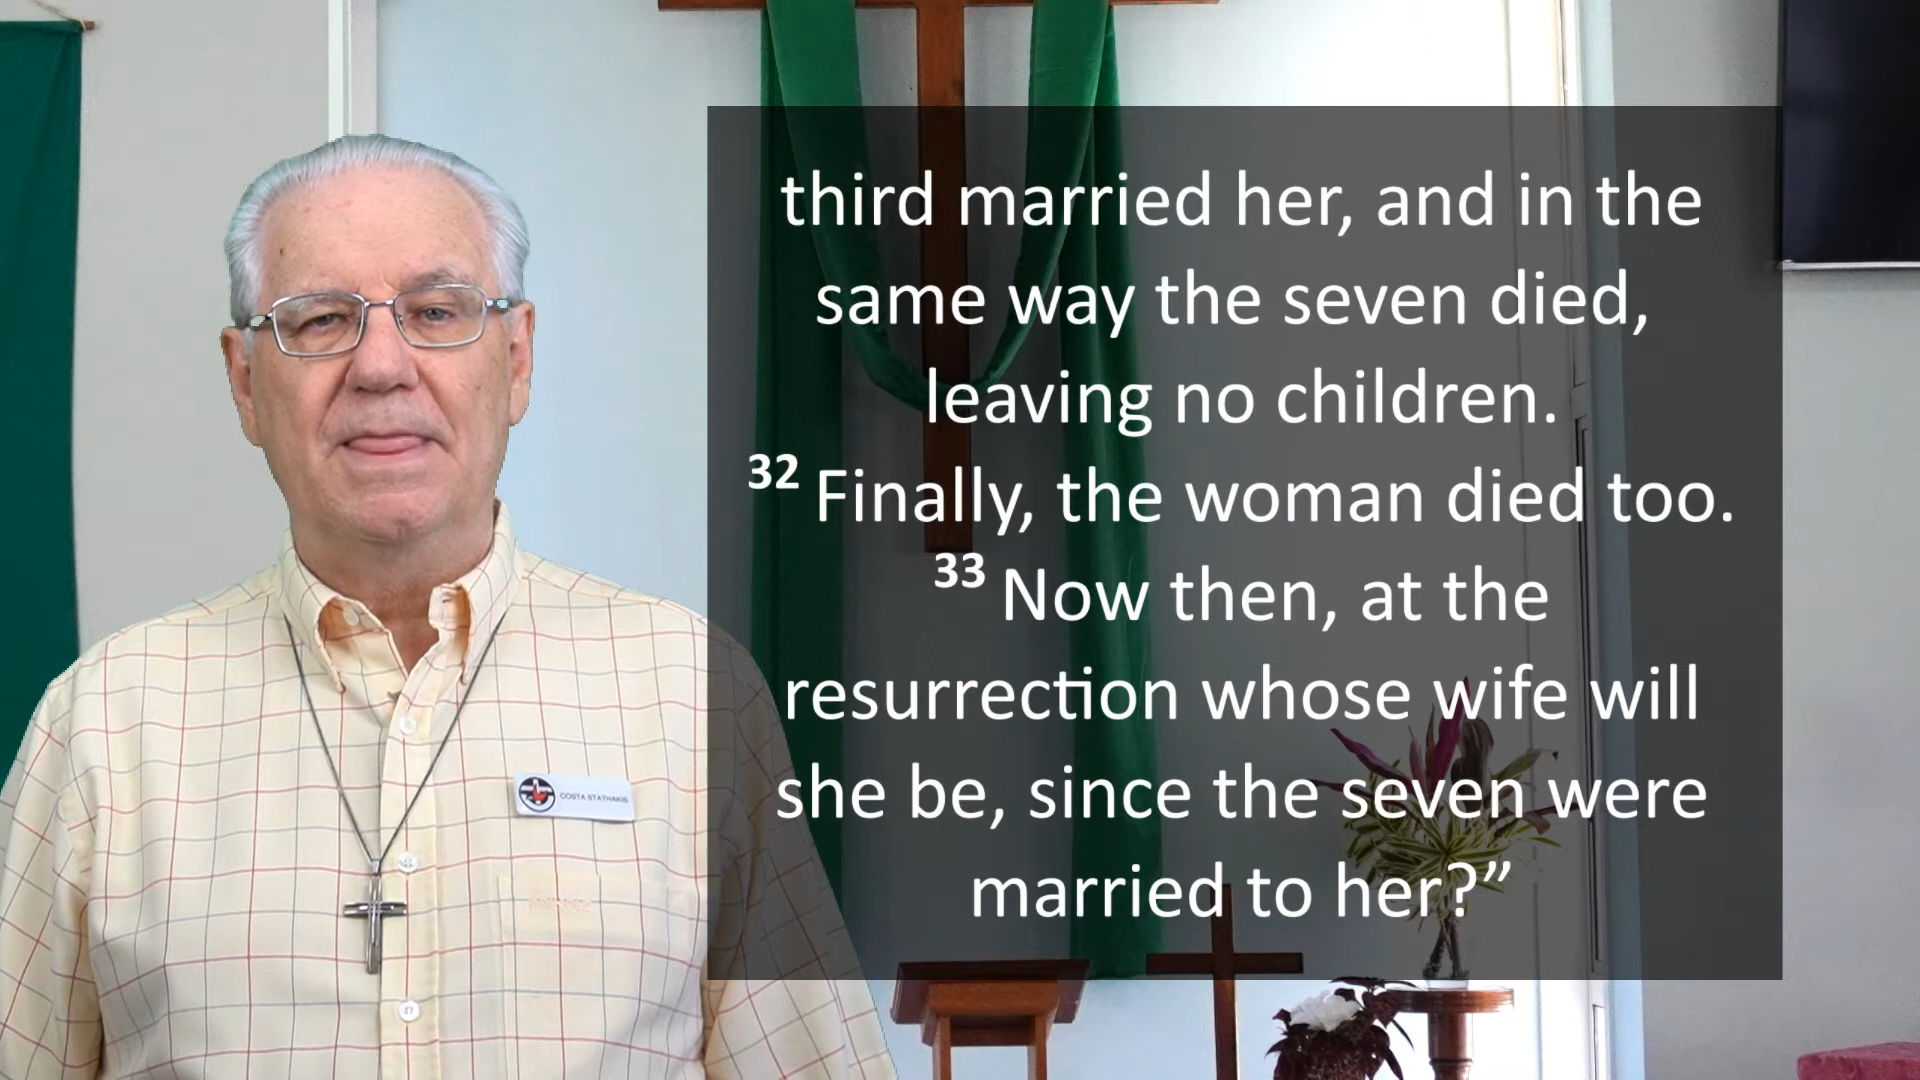 third married her, and in the
same way the seven died,
leaving no children.
32 Finally, the woman died too.
33 Now then, at the
resurrection whose wife will
she be, since the seven were
married to her?”
COSTA STATHAKIS